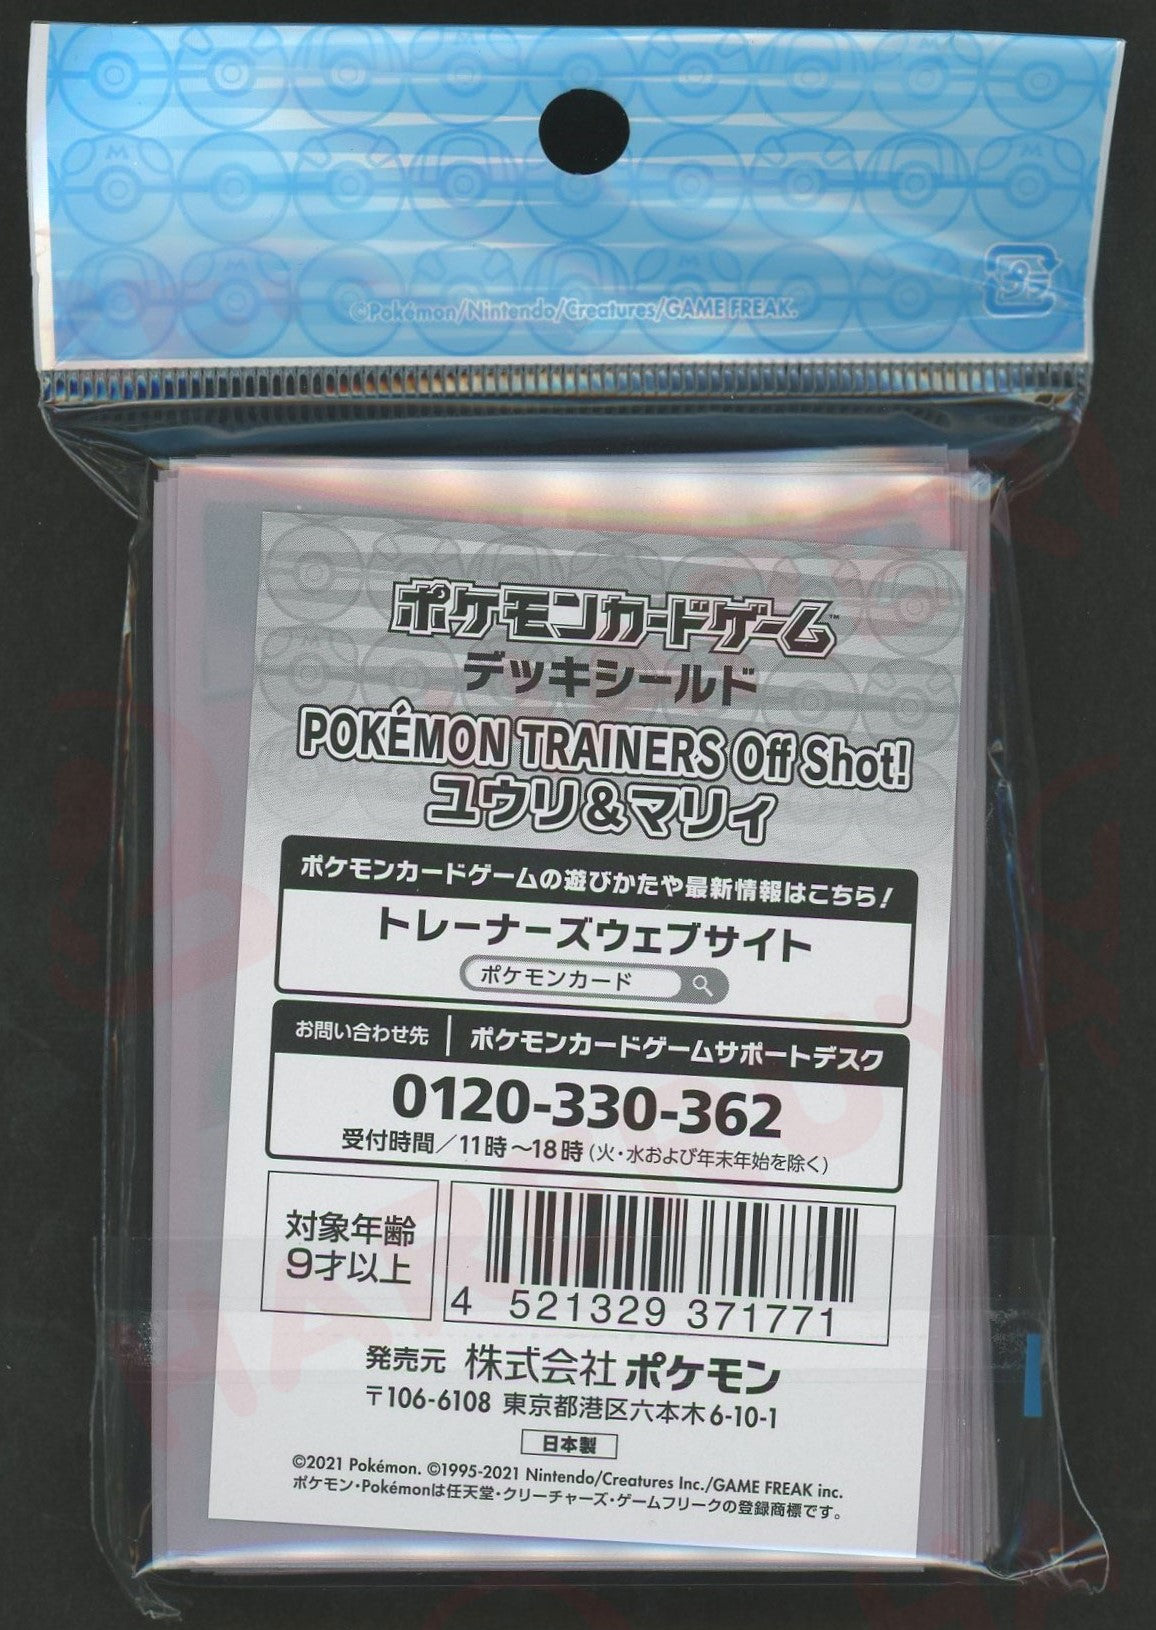 ©Pokémon/Nintendo/Creatures/GAME FREAK.
ポケモンカードゲーム™
デッキシールド
POKÉMON TRAINERS Off Shot!
ユウリ&マリィ
ポケモンカードゲームの遊びかたや最新情報はこちら!
トレーナーズウェブサイト
ポケモンカード
お問い合わせ先 ポケモンカードゲームサポートデスク
0120-330-362
受付時間/11時~18時(火・水および年末年始を除く)
対象年齢
9才以上
4 521329 371771
発売元 株式会社ポケモン
〒106-6108 東京都港区六本木6-10-1
日本製
©2021 Pokémon. ©1995-2021 Nintendo/Creatures Inc./GAME FREAK inc.
ポケモン・Pokémonは任天堂・クリーチャーズ・ゲームフリークの登録商標です。